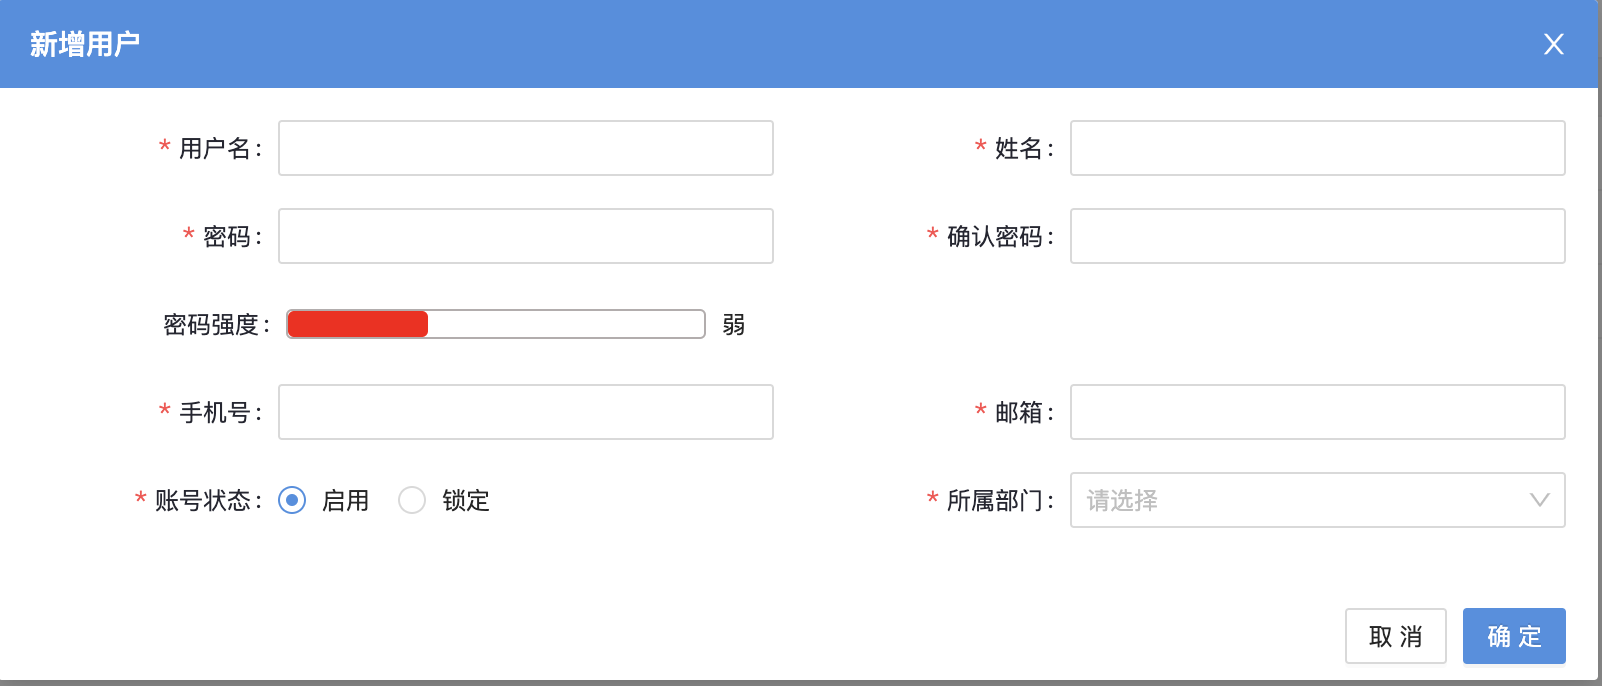 新增用户
* 用户名:
* 姓名:
* 密码:
* 确认密码:
密码强度: 弱
* 手机号:
* 邮箱:
* 账号状态: 启用 锁定
* 所属部门: 请选择
取 消 确 定